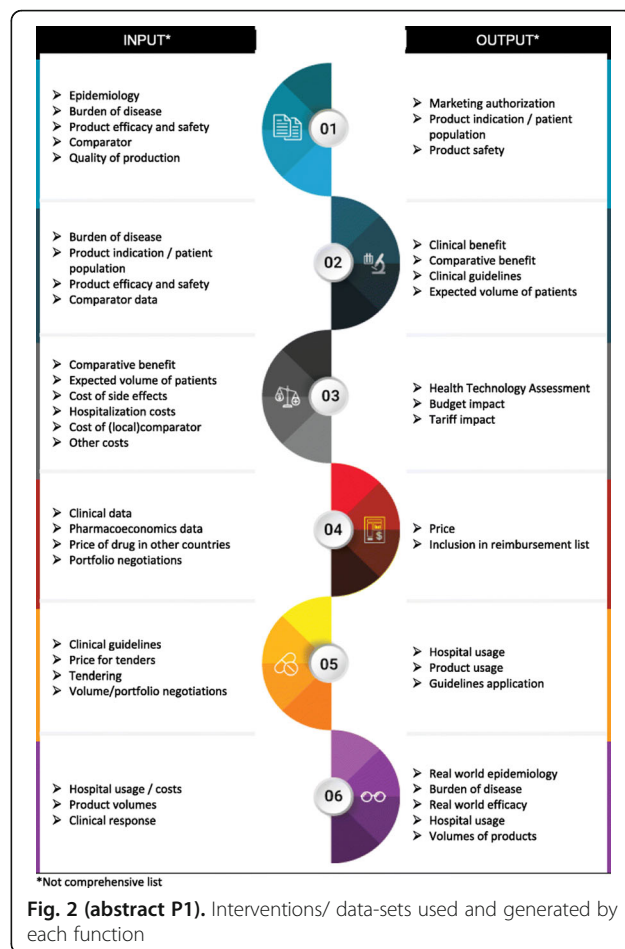 INPUT*
OUTPUT*
➢ Epidemiology
➢ Burden of disease
➢ Product efficacy and safety
➢ Comparator
➢ Quality of production
01
➢ Marketing authorization
➢ Product indication / patient
population
➢ Product safety
➢ Burden of disease
➢ Product indication / patient
population
➢ Product efficacy and safety
➢ Comparator data
02
➢ Clinical benefit
➢ Comparative benefit
➢ Clinical guidelines
➢ Expected volume of patients
➢ Comparative benefit
➢ Expected volume of patients
➢ Cost of side effects
➢ Hospitalization costs
➢ Cost of (local)comparator
➢ Other costs
03
➢ Health Technology Assessment
➢ Budget impact
➢ Tariff impact
➢ Clinical data
➢ Pharmacoeconomics data
➢ Price of drug in other countries
➢ Portfolio negotiations
04
$
➢ Price
➢ Inclusion in reimbursement list
➢ Clinical guidelines
➢ Price for tenders
➢ Tendering
➢ Volume/portfolio negotiations
05
➢ Hospital usage
➢ Product usage
➢ Guidelines application
➢ Hospital usage / costs
➢ Product volumes
➢ Clinical response
06
➢ Real world epidemiology
➢ Burden of disease
➢ Real world efficacy
➢ Hospital usage
➢ Volumes of products
*Not comprehensive list
Fig. 2 (abstract P1). Interventions/ data-sets used and generated by
each function